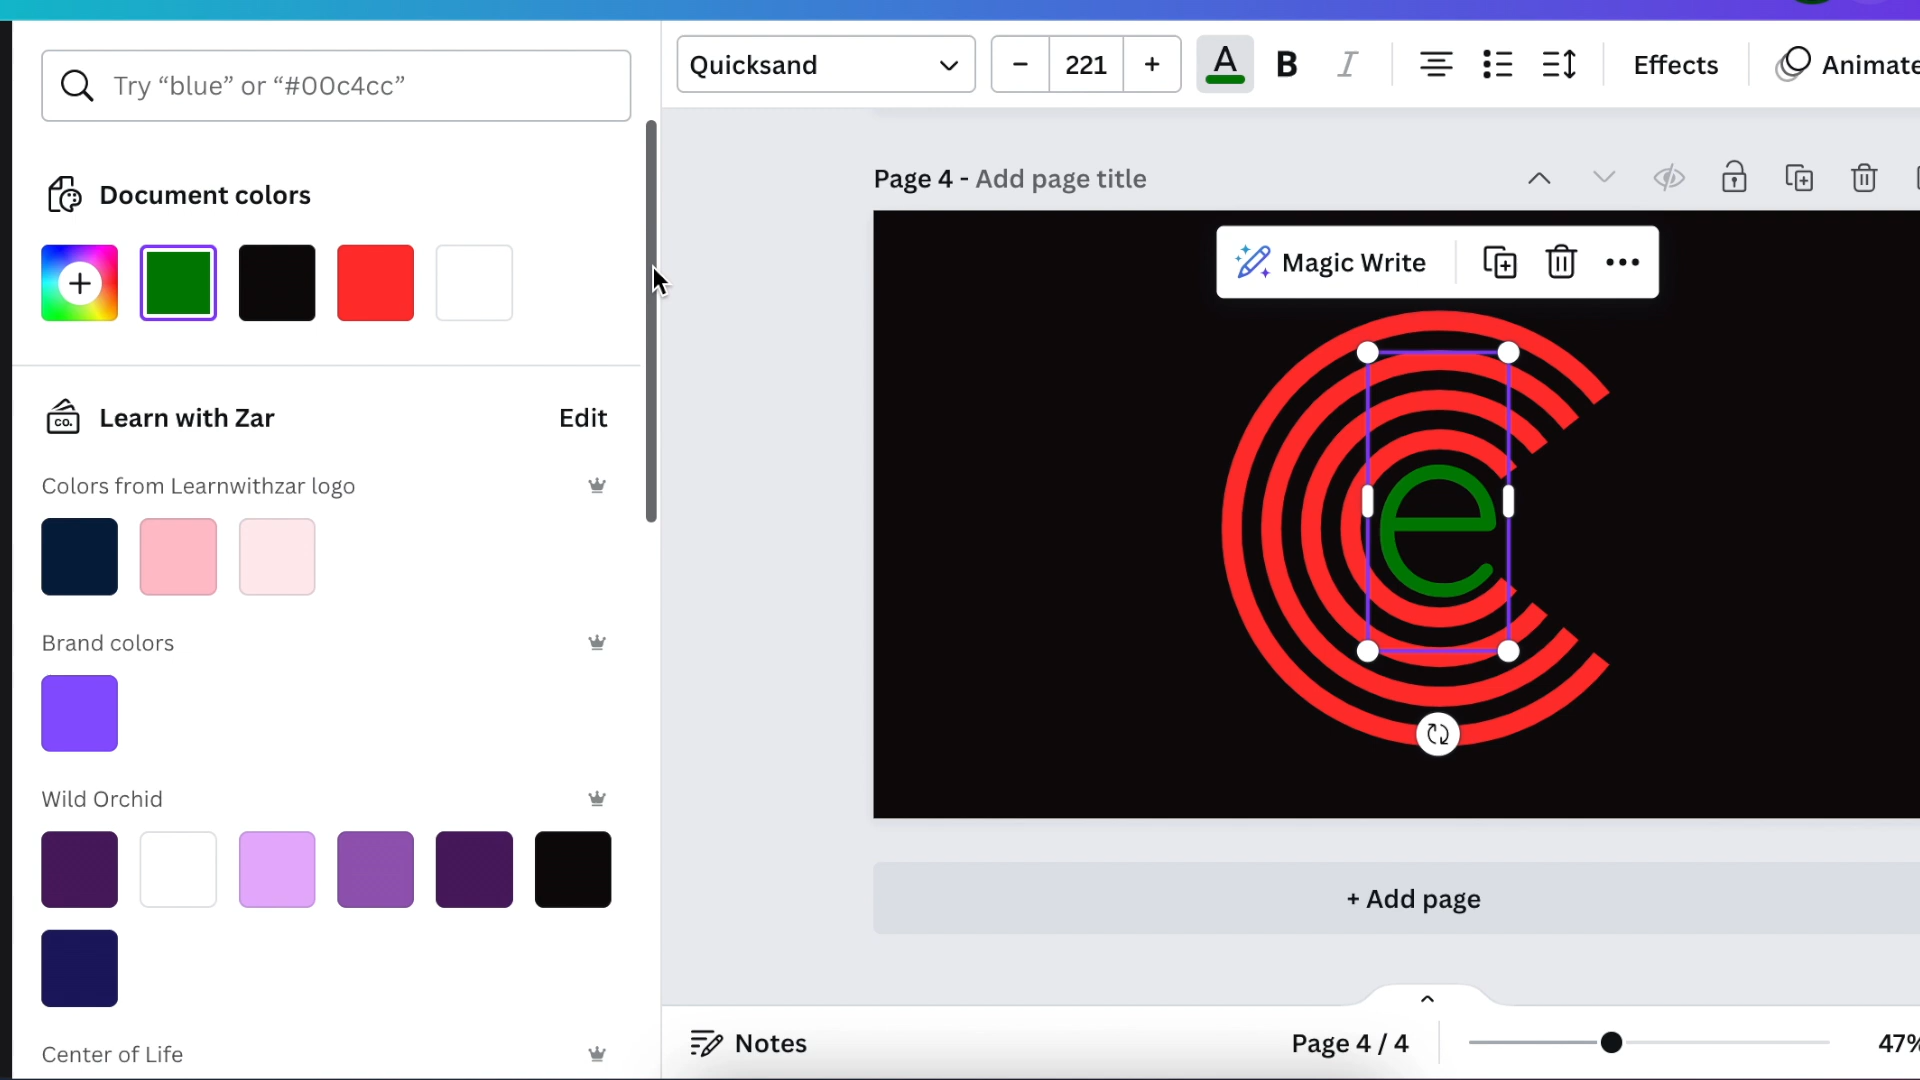 Try “blue” or “#00c4cc”
Quicksand
− 221 +
A B I
Effects
Animate
Document colors
Page 4 - Add page title
Magic Write
co. Learn with Zar
Edit
Colors from Learnwithzar logo
e
Brand colors
Wild Orchid
+ Add page
Center of Life
Notes
Page 4 / 4
47%